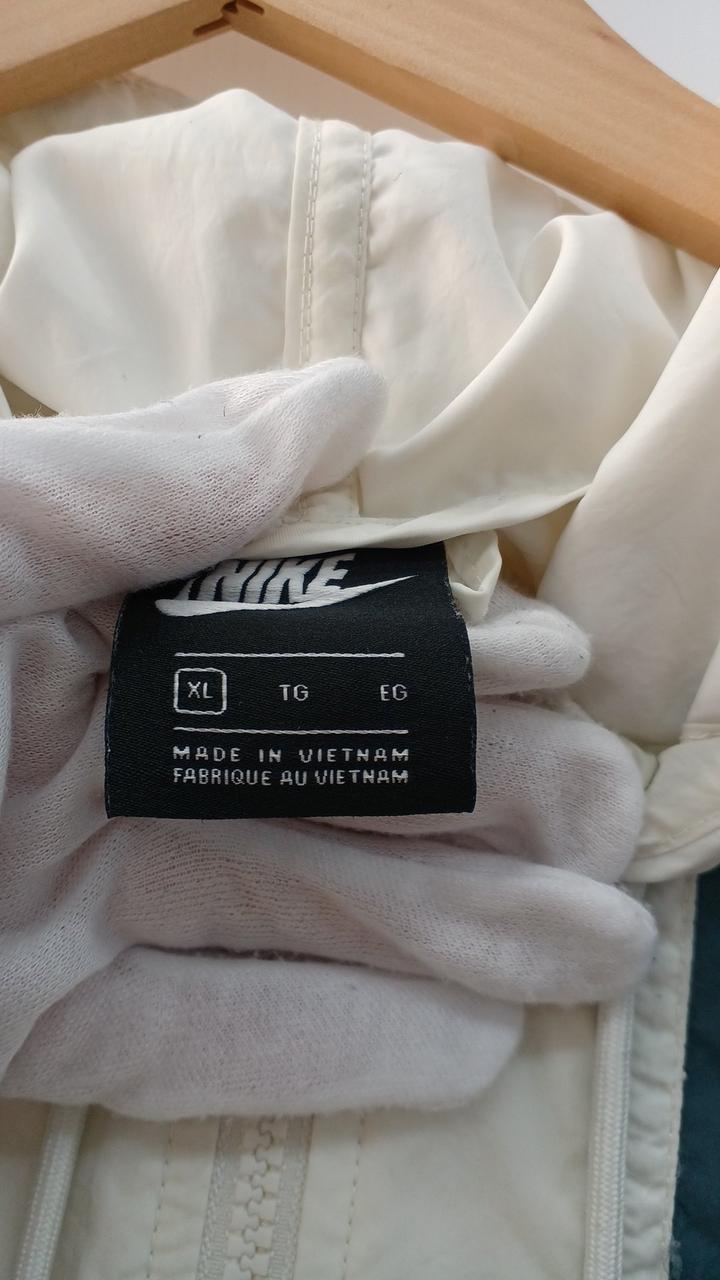 NIKE
XL TG EG
MADE IN VIETNAM
FABRIQUE AU VIETNAM